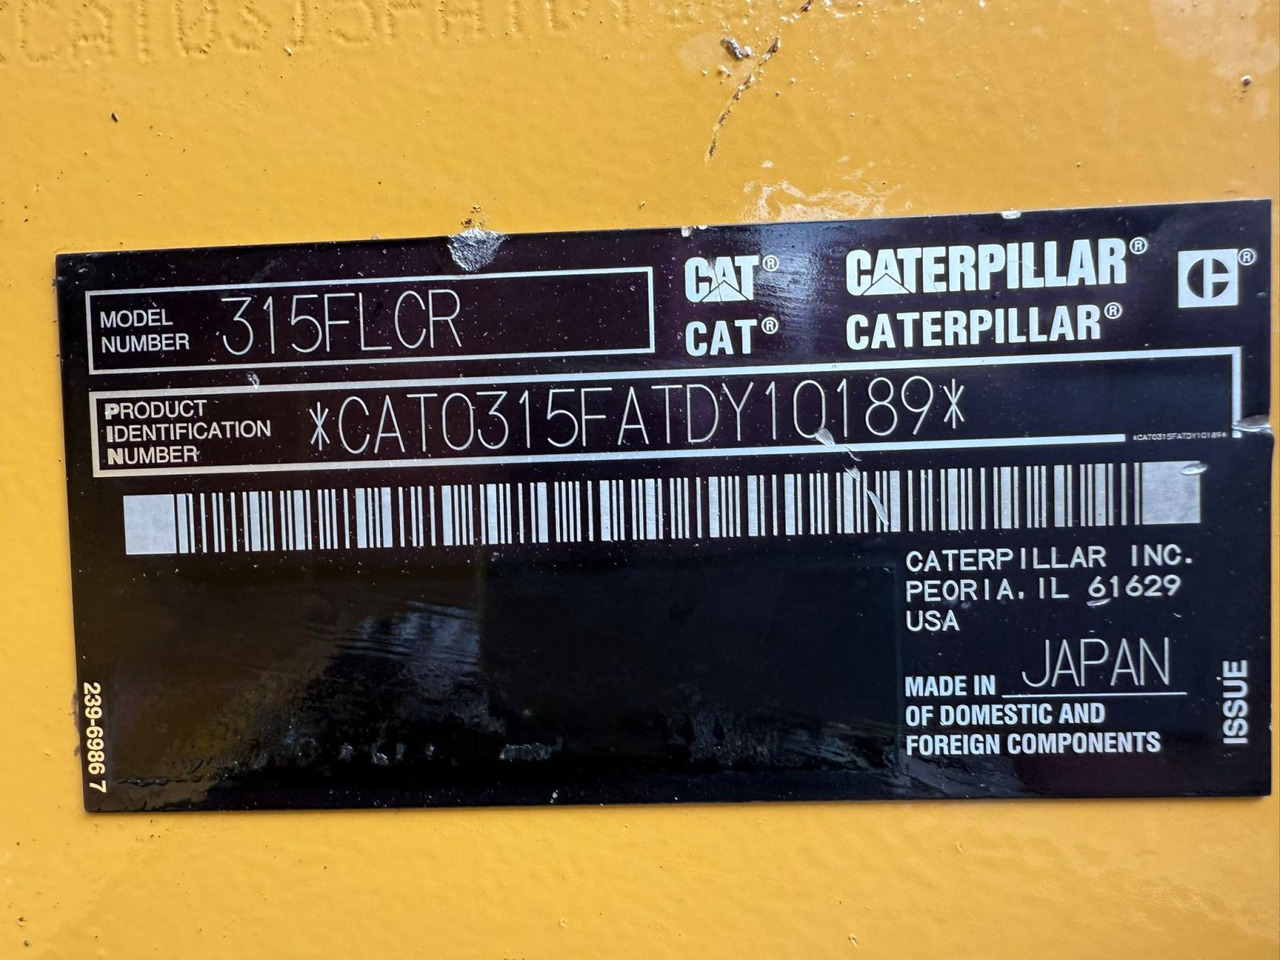 CAT0315FATDY1
MODEL NUMBER 315FLCR
CAT® CATERPILLAR® ®
CAT® CATERPILLAR®
PRODUCT IDENTIFICATION NUMBER *CAT0315FATDY10189*
*CAT0315FATDY10189*
CATERPILLAR INC.
PEORIA, IL 61629
USA
MADE IN JAPAN
OF DOMESTIC AND
FOREIGN COMPONENTS
ISSUE
239-6986 7